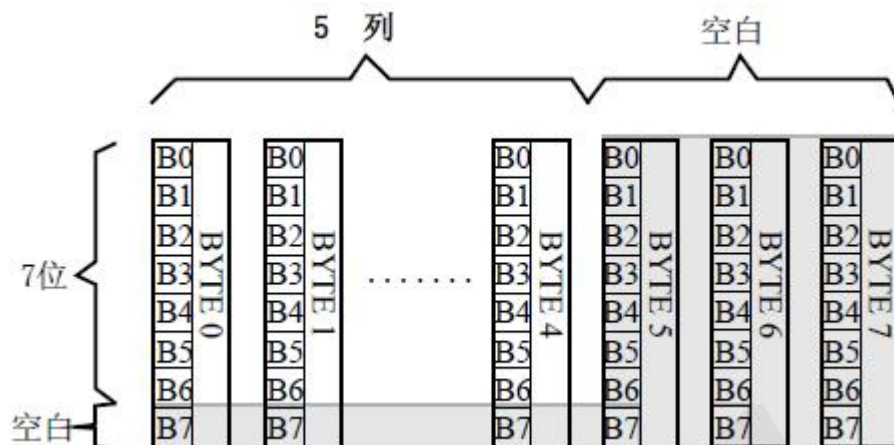 5 列 空白
B0 B0 B0 B0 B0 B0
B1 B1 B1 B1 B1 B1
B2 B2 B2 B2 B2 B2
7位 B3 B3 ....... B3 B3 B3 B3
B4 B4 B4 B4 B4 B4
B5 B5 B5 B5 B5 B5
B6 B6 B6 B6 B6 B6
空白 B7 B7 B7 B7 B7 B7
BYTE 0
BYTE 1
BYTE 4
BYTE 5
BYTE 6
BYTE 7